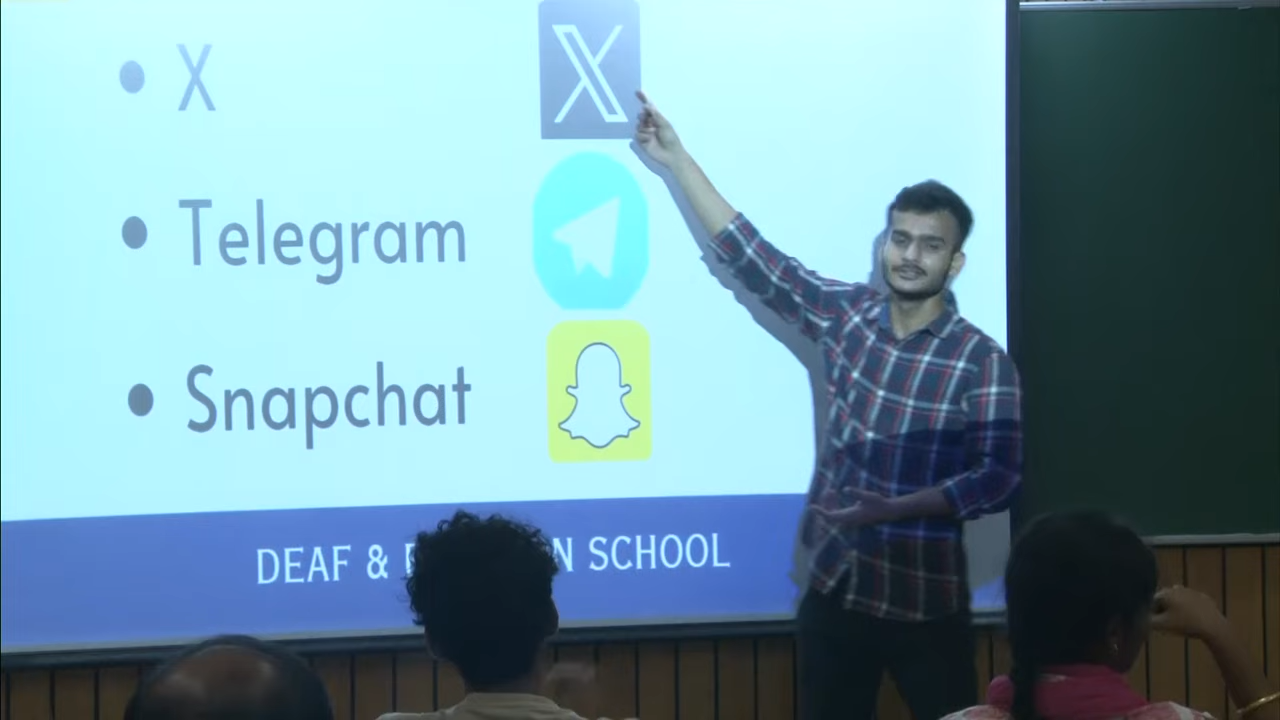 • X
• Telegram
• Snapchat
DEAF & N SCHOOL